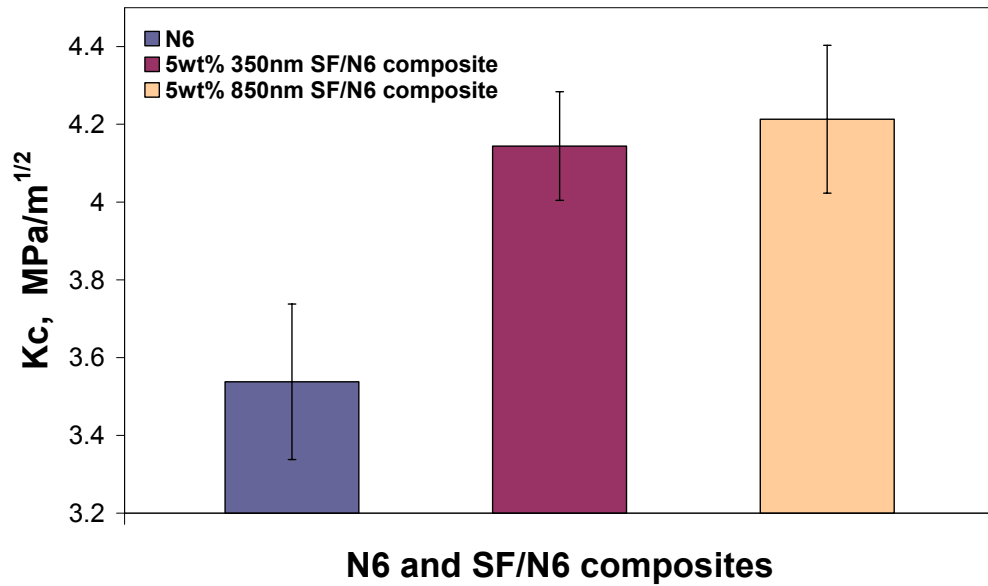 N6
5wt% 350nm SF/N6 composite
5wt% 850nm SF/N6 composite
4.4
4.2
4
3.8
3.6
3.4
3.2
Kc, MPa/m^{1/2}
N6 and SF/N6 composites